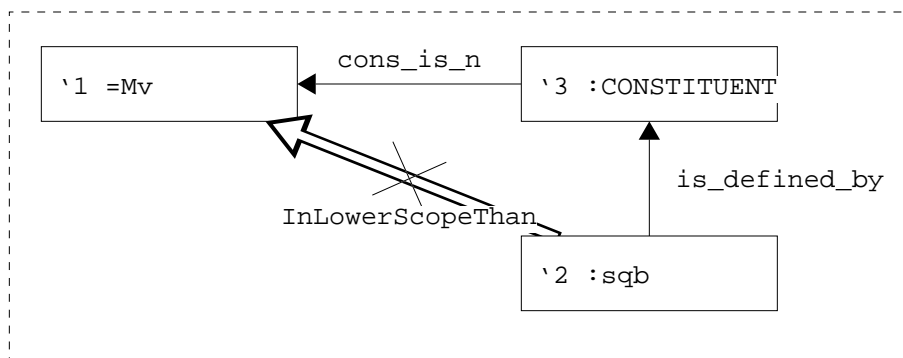 cons_is_n
‘1 =Mv
‘3 :CONSTITUENT
is_defined_by
InLowerScopeThan
‘2 :sqb